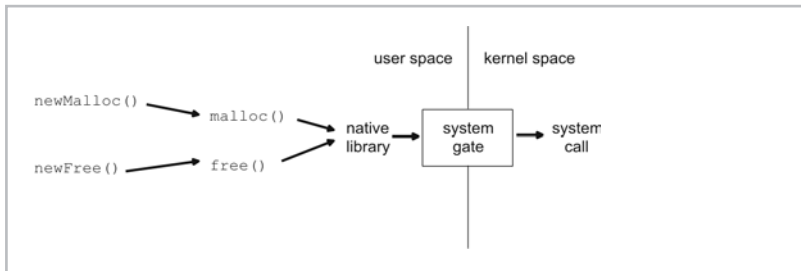 user space
kernel space
newMalloc()
malloc()
native
library
system
gate
system
call
newFree()
free()